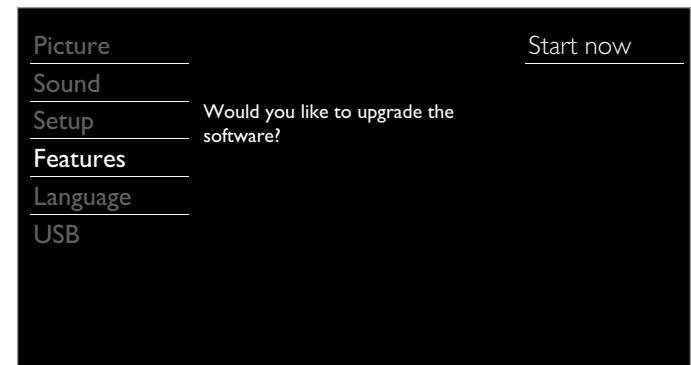 Picture
Sound
Setup
Features
Language
USB
Would you like to upgrade the
software?
Start now